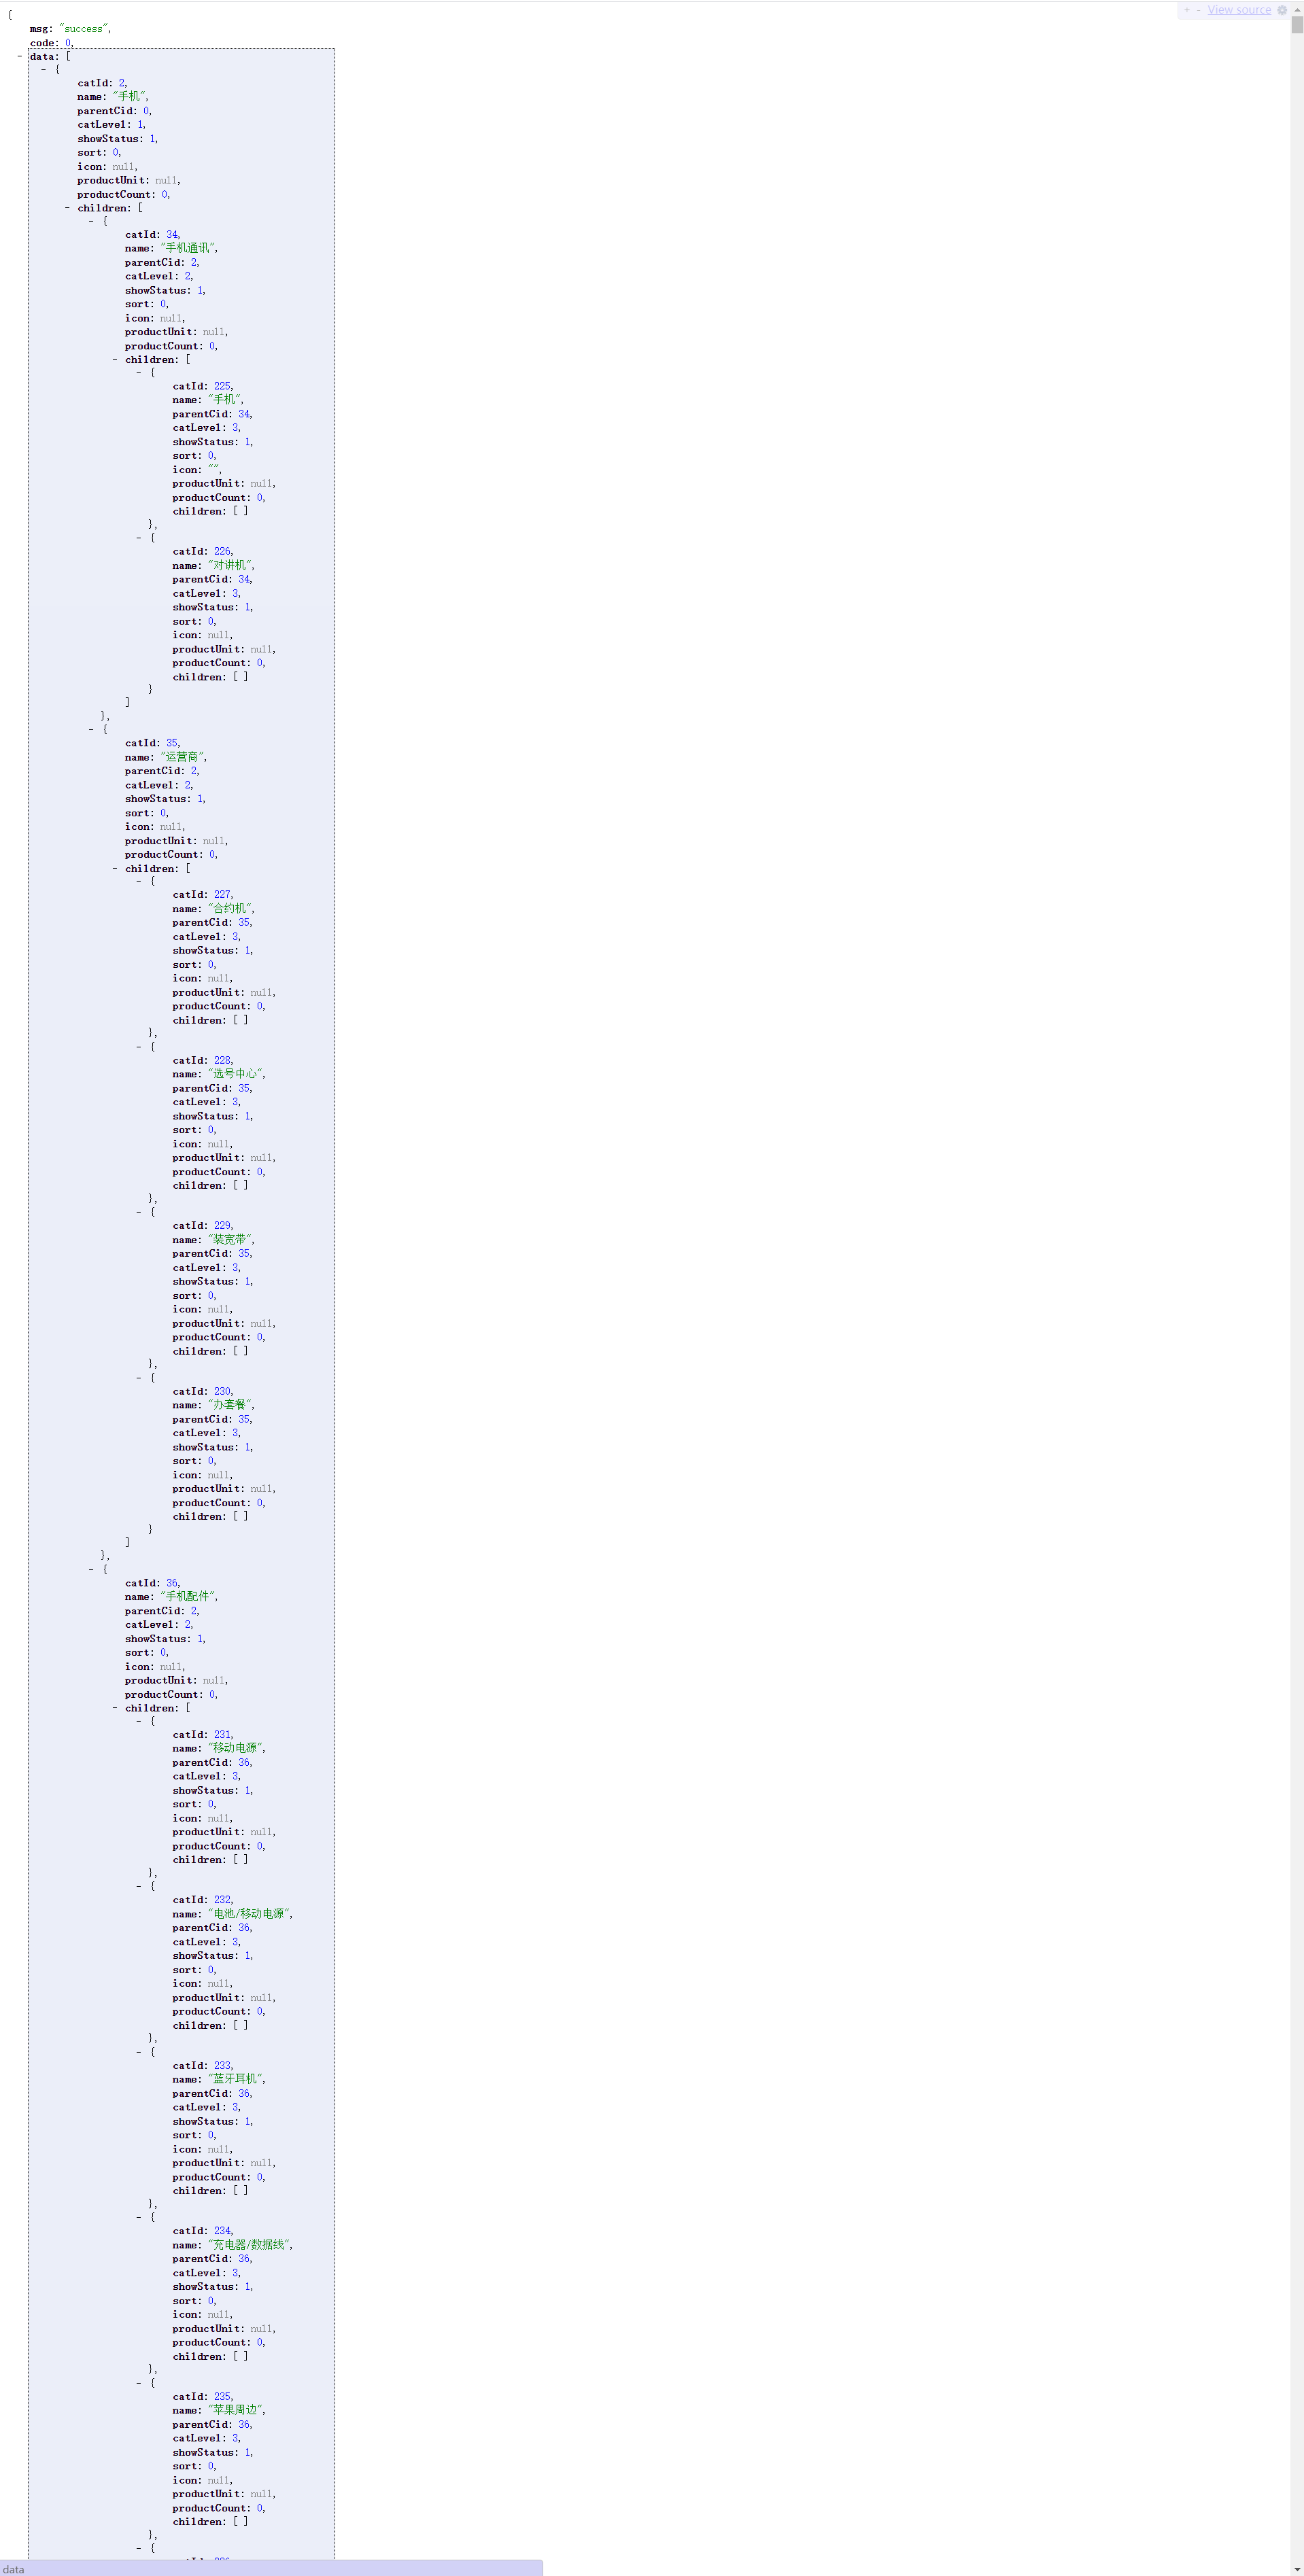 + - View source
{
msg: "success",
code: 0,
- data: [
- {
catId: 2,
name: "手机",
parentCid: 0,
catLevel: 1,
showStatus: 1,
sort: 0,
icon: null,
productUnit: null,
productCount: 0,
- children: [
- {
catId: 34,
name: "手机通讯",
parentCid: 2,
catLevel: 2,
showStatus: 1,
sort: 0,
icon: null,
productUnit: null,
productCount: 0,
- children: [
- {
catId: 225,
name: "手机",
parentCid: 34,
catLevel: 3,
showStatus: 1,
sort: 0,
icon: "",
productUnit: null,
productCount: 0,
children: [ ]
},
- {
catId: 226,
name: "对讲机",
parentCid: 34,
catLevel: 3,
showStatus: 1,
sort: 0,
icon: null,
productUnit: null,
productCount: 0,
children: [ ]
}
]
},
- {
catId: 35,
name: "运营商",
parentCid: 2,
catLevel: 2,
showStatus: 1,
sort: 0,
icon: null,
productUnit: null,
productCount: 0,
- children: [
- {
catId: 227,
name: "合约机",
parentCid: 35,
catLevel: 3,
showStatus: 1,
sort: 0,
icon: null,
productUnit: null,
productCount: 0,
children: [ ]
},
- {
catId: 228,
name: "选号中心",
parentCid: 35,
catLevel: 3,
showStatus: 1,
sort: 0,
icon: null,
productUnit: null,
productCount: 0,
children: [ ]
},
- {
catId: 229,
name: "装宽带",
parentCid: 35,
catLevel: 3,
showStatus: 1,
sort: 0,
icon: null,
productUnit: null,
productCount: 0,
children: [ ]
},
- {
catId: 230,
name: "办套餐",
parentCid: 35,
catLevel: 3,
showStatus: 1,
sort: 0,
icon: null,
productUnit: null,
productCount: 0,
children: [ ]
}
]
},
- {
catId: 36,
name: "手机配件",
parentCid: 2,
catLevel: 2,
showStatus: 1,
sort: 0,
icon: null,
productUnit: null,
productCount: 0,
- children: [
- {
catId: 231,
name: "移动电源",
parentCid: 36,
catLevel: 3,
showStatus: 1,
sort: 0,
icon: null,
productUnit: null,
productCount: 0,
children: [ ]
},
- {
catId: 232,
name: "电池/移动电源",
parentCid: 36,
catLevel: 3,
showStatus: 1,
sort: 0,
icon: null,
productUnit: null,
productCount: 0,
children: [ ]
},
- {
catId: 233,
name: "蓝牙耳机",
parentCid: 36,
catLevel: 3,
showStatus: 1,
sort: 0,
icon: null,
productUnit: null,
productCount: 0,
children: [ ]
},
- {
catId: 234,
name: "充电器/数据线",
parentCid: 36,
catLevel: 3,
showStatus: 1,
sort: 0,
icon: null,
productUnit: null,
productCount: 0,
children: [ ]
},
- {
catId: 235,
name: "苹果周边",
parentCid: 36,
catLevel: 3,
showStatus: 1,
sort: 0,
icon: null,
productUnit: null,
productCount: 0,
children: [ ]
},
- {
data